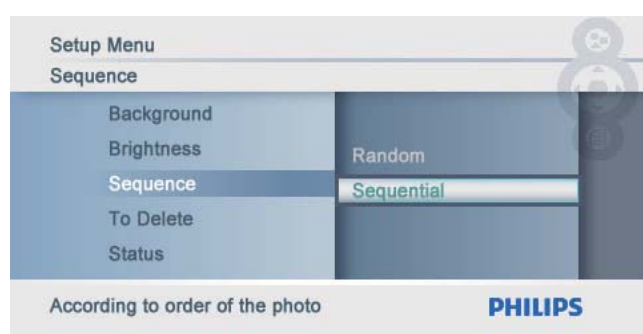 Setup Menu
Sequence
Background
Brightness
Sequence
To Delete
Status
Random
Sequential
According to order of the photo
PHILIPS